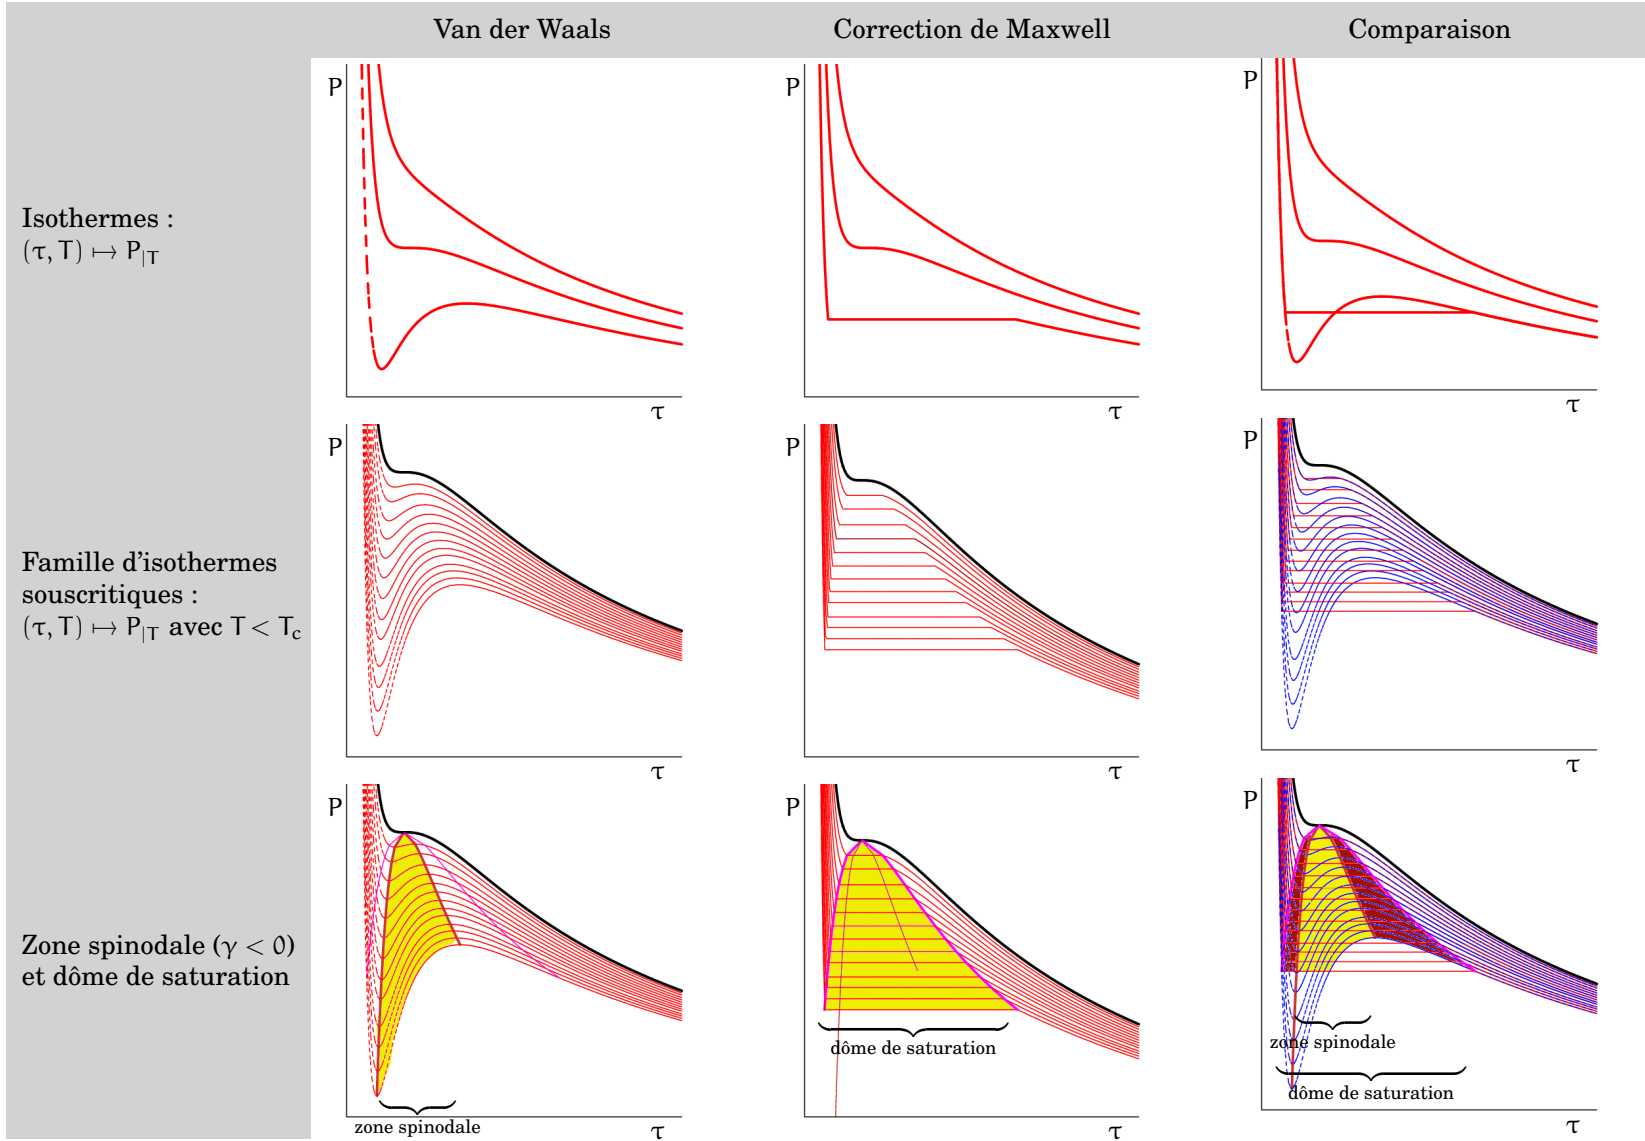 Van der Waals
Correction de Maxwell
Comparaison
Isothermes :
(τ, T) ↦ P|T
P
τ
P
τ
P
τ
Famille d'isothermes
souscritiques :
(τ, T) ↦ P|T avec T < Tc
P
τ
P
τ
P
τ
Zone spinodale (γ < 0)
et dôme de saturation
P
zone spinodale
τ
P
dôme de saturation
τ
P
zone spinodale
dôme de saturation
τ